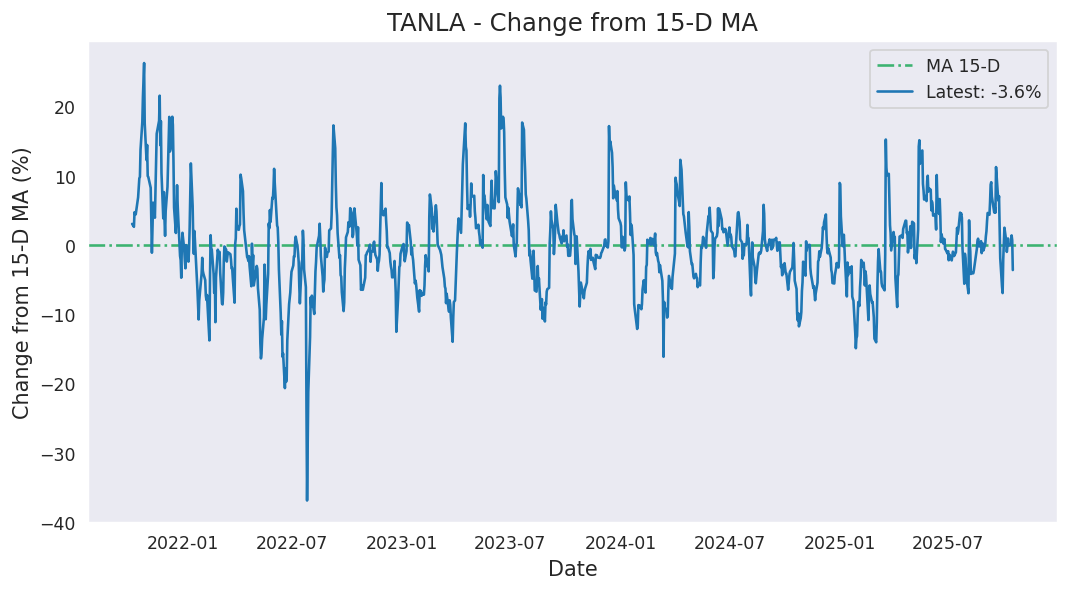 TANLA - Change from 15-D MA
MA 15-D
Latest: -3.6%
Change from 15-D MA (%)
20
10
0
−10
−20
−30
−40
2022-01 2022-07 2023-01 2023-07 2024-01 2024-07 2025-01 2025-07
Date